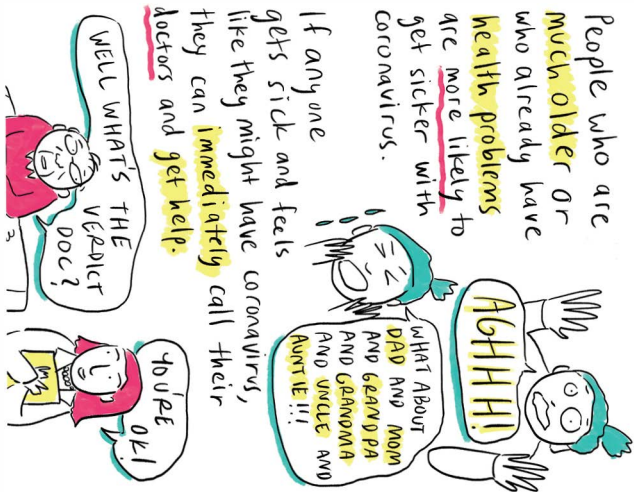 People who are
much older or
who already have
health problems
are more likely to
get sicker with
coronavirus.
AGHHHH!
WHAT ABOUT
DAD AND MOM
AND GRANDPA
AND GRANDMA
AND UNCLE AND
AUNTIE!!!
If anyone
gets sick and feels
like they might have coronavirus,
they can immediately call their
doctors and get help.
WELL WHAT'S THE
VERDICT
DOC?
YOU'RE
OK!